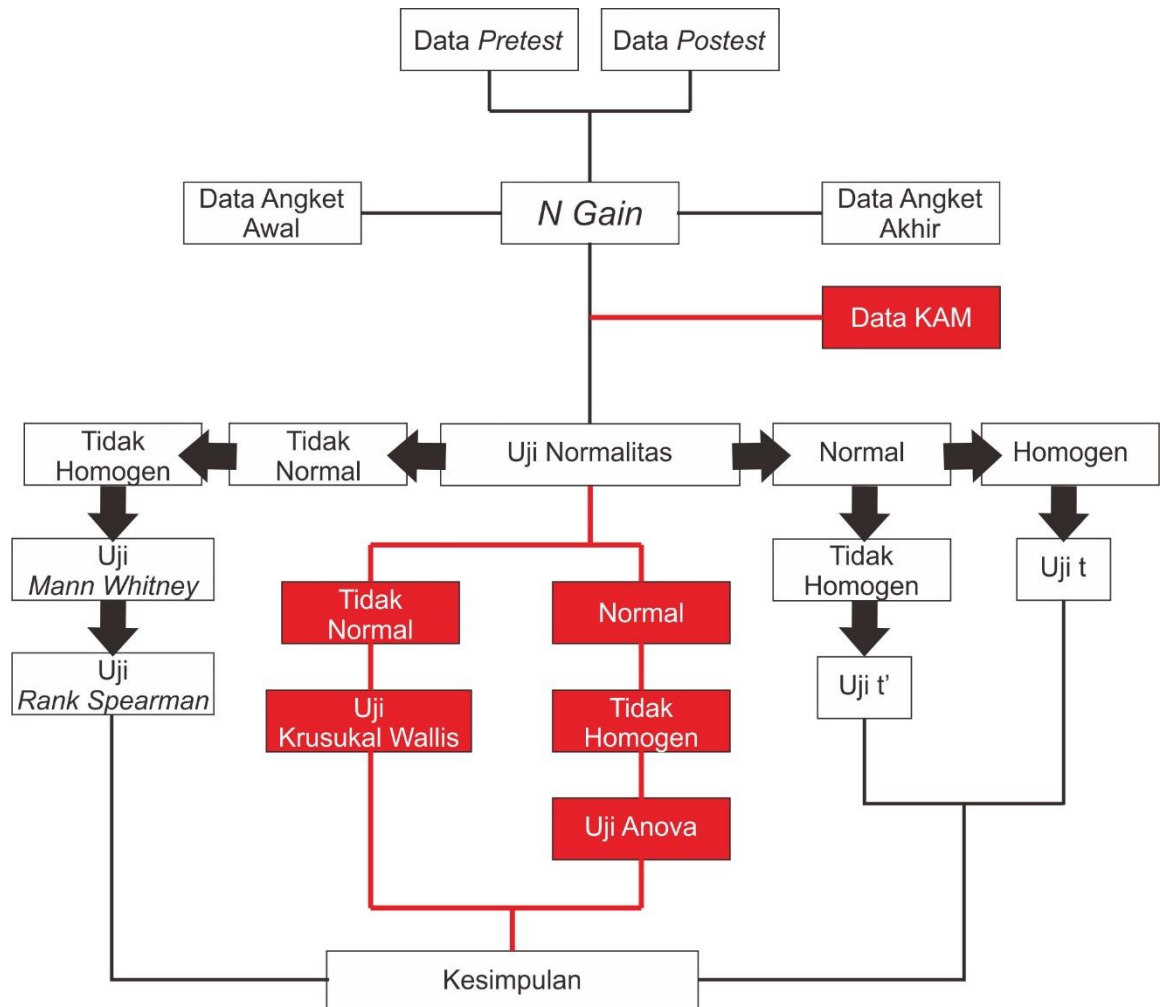 Data Pretest
Data Postest
Data Angket
Awal
N Gain
Data Angket
Akhir
Data KAM
Tidak
Homogen
Tidak
Normal
Uji Normalitas
Normal
Homogen
Uji
Mann Whitney
Tidak
Normal
Normal
Tidak
Homogen
Uji t
Uji
Rank Spearman
Uji
Krusukal Wallis
Tidak
Homogen
Uji t’
Uji Anova
Kesimpulan